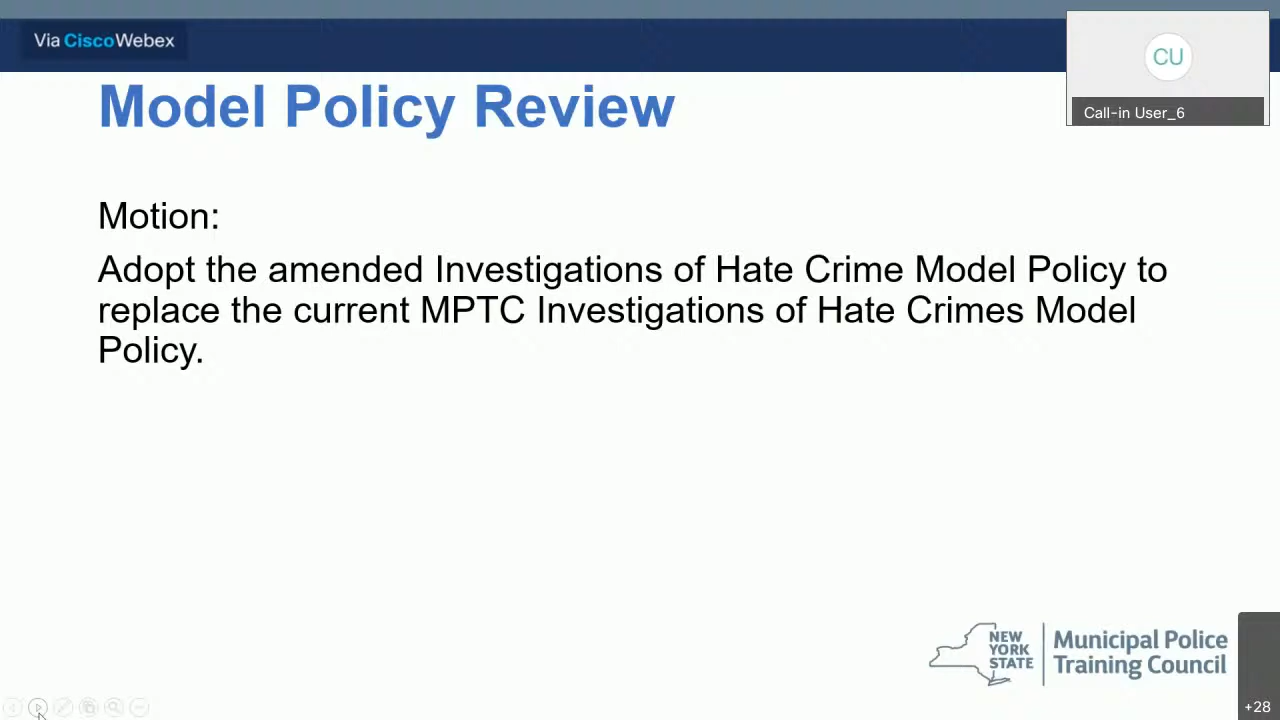 Via CiscoWebex
CU
Call-in User_6
Model Policy Review
Motion:
Adopt the amended Investigations of Hate Crime Model Policy to
replace the current MPTC Investigations of Hate Crimes Model
Policy.
NEW
YORK
STATE
Municipal Police
Training Council
+28